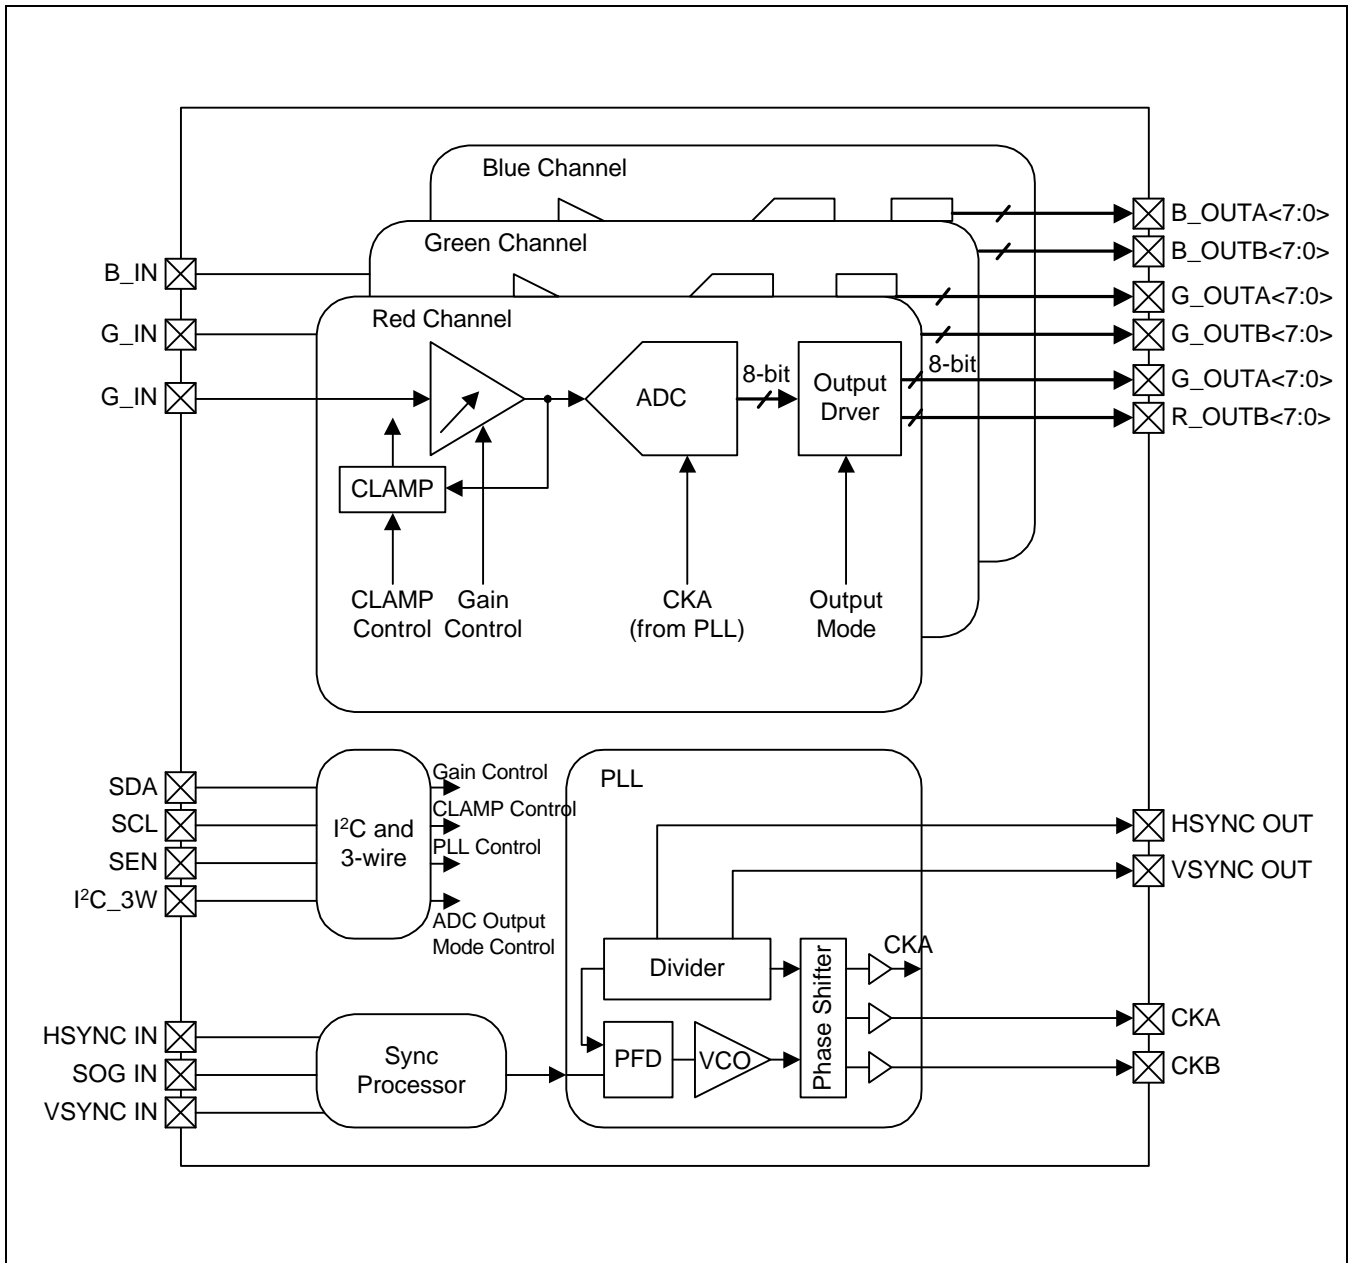 Blue Channel
B_OUTA<7:0>
Green Channel
B_OUTB<7:0>
B_IN
G_OUTA<7:0>
Red Channel
G_IN
G_OUTB<7:0>
8-bit
8-bit
G_IN
ADC
Output
Drver
G_OUTA<7:0>
R_OUTB<7:0>
CLAMP
CLAMP
Control
Gain
Control
CKA
(from PLL)
Output
Mode
SDA
SCL
SEN
I²C_3W
I²C and
3-wire
Gain Control
CLAMP Control
PLL Control
ADC Output
Mode Control
PLL
HSYNC OUT
VSYNC OUT
Divider
Phase Shifter
CKA
PFD
VCO
CKA
CKB
HSYNC IN
SOG IN
VSYNC IN
Sync
Processor